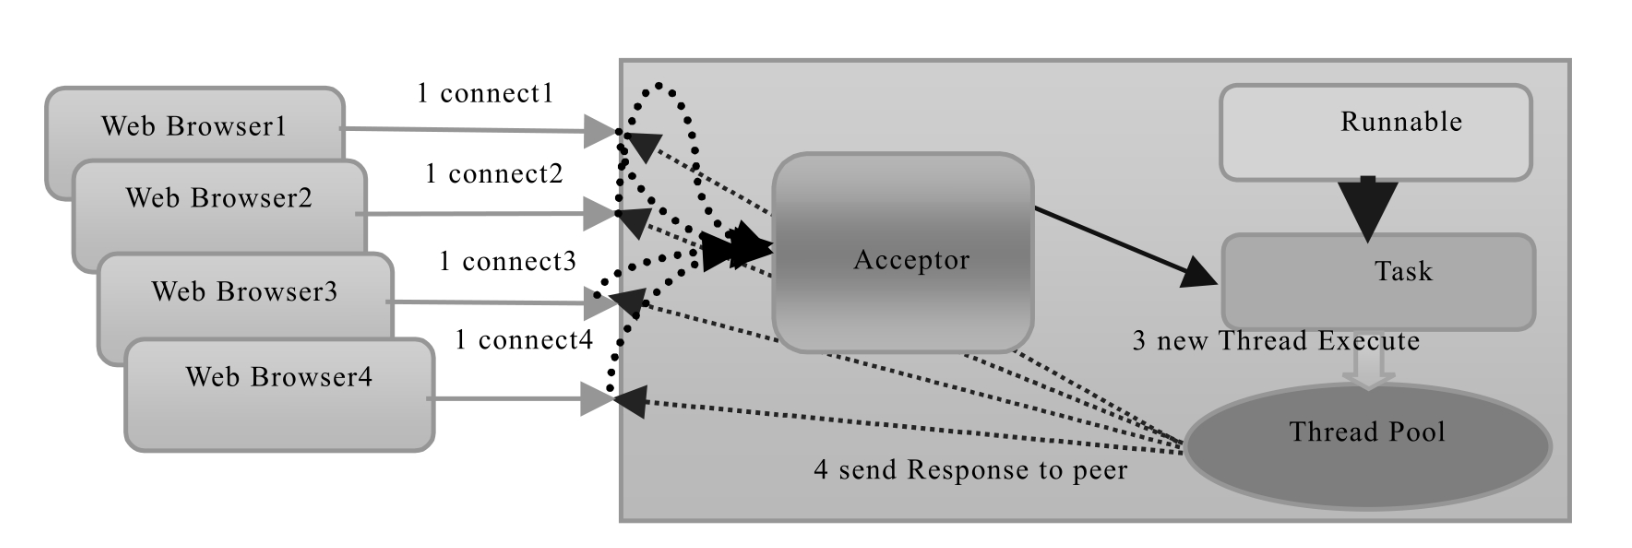 Web Browser1
1 connect1
Web Browser2
1 connect2
Web Browser3
1 connect3
Web Browser4
1 connect4
Acceptor
Runnable
Task
3 new Thread Execute
Thread Pool
4 send Response to peer